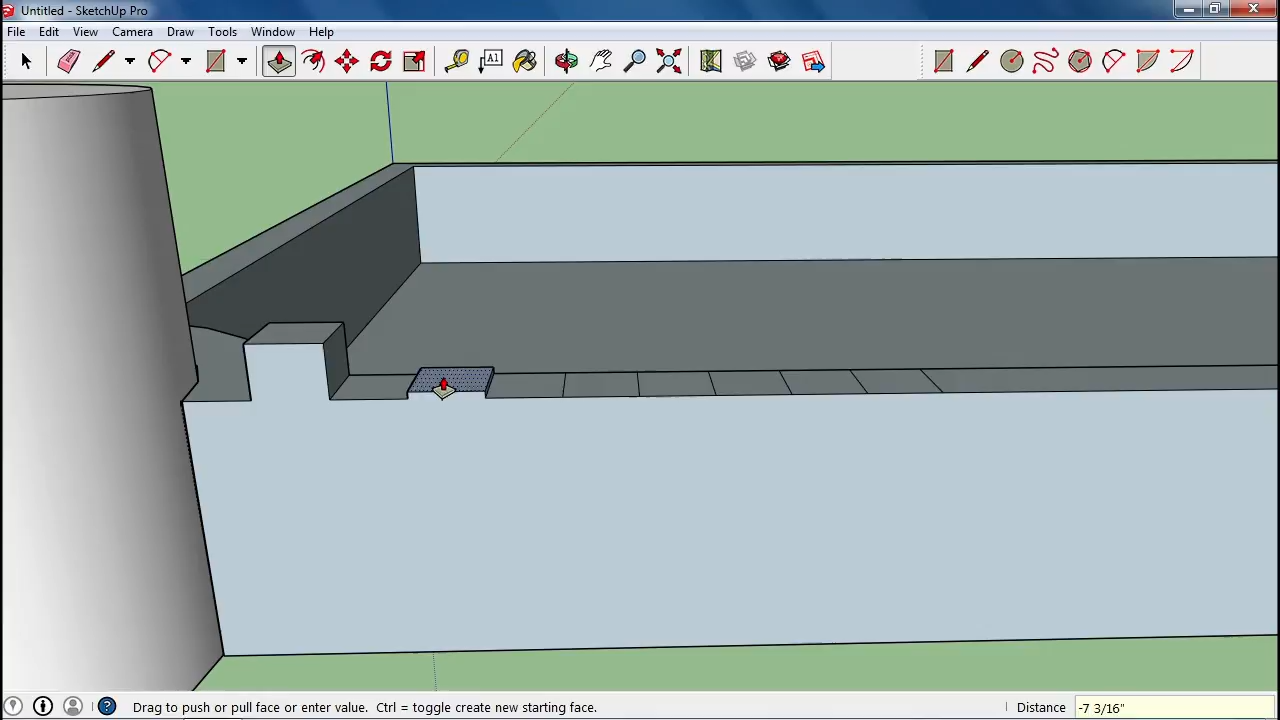 Untitled - SketchUp Pro
File Edit View Camera Draw Tools Window Help
A1
Drag to push or pull face or enter value. Ctrl = toggle create new starting face. Distance -7 3/16"